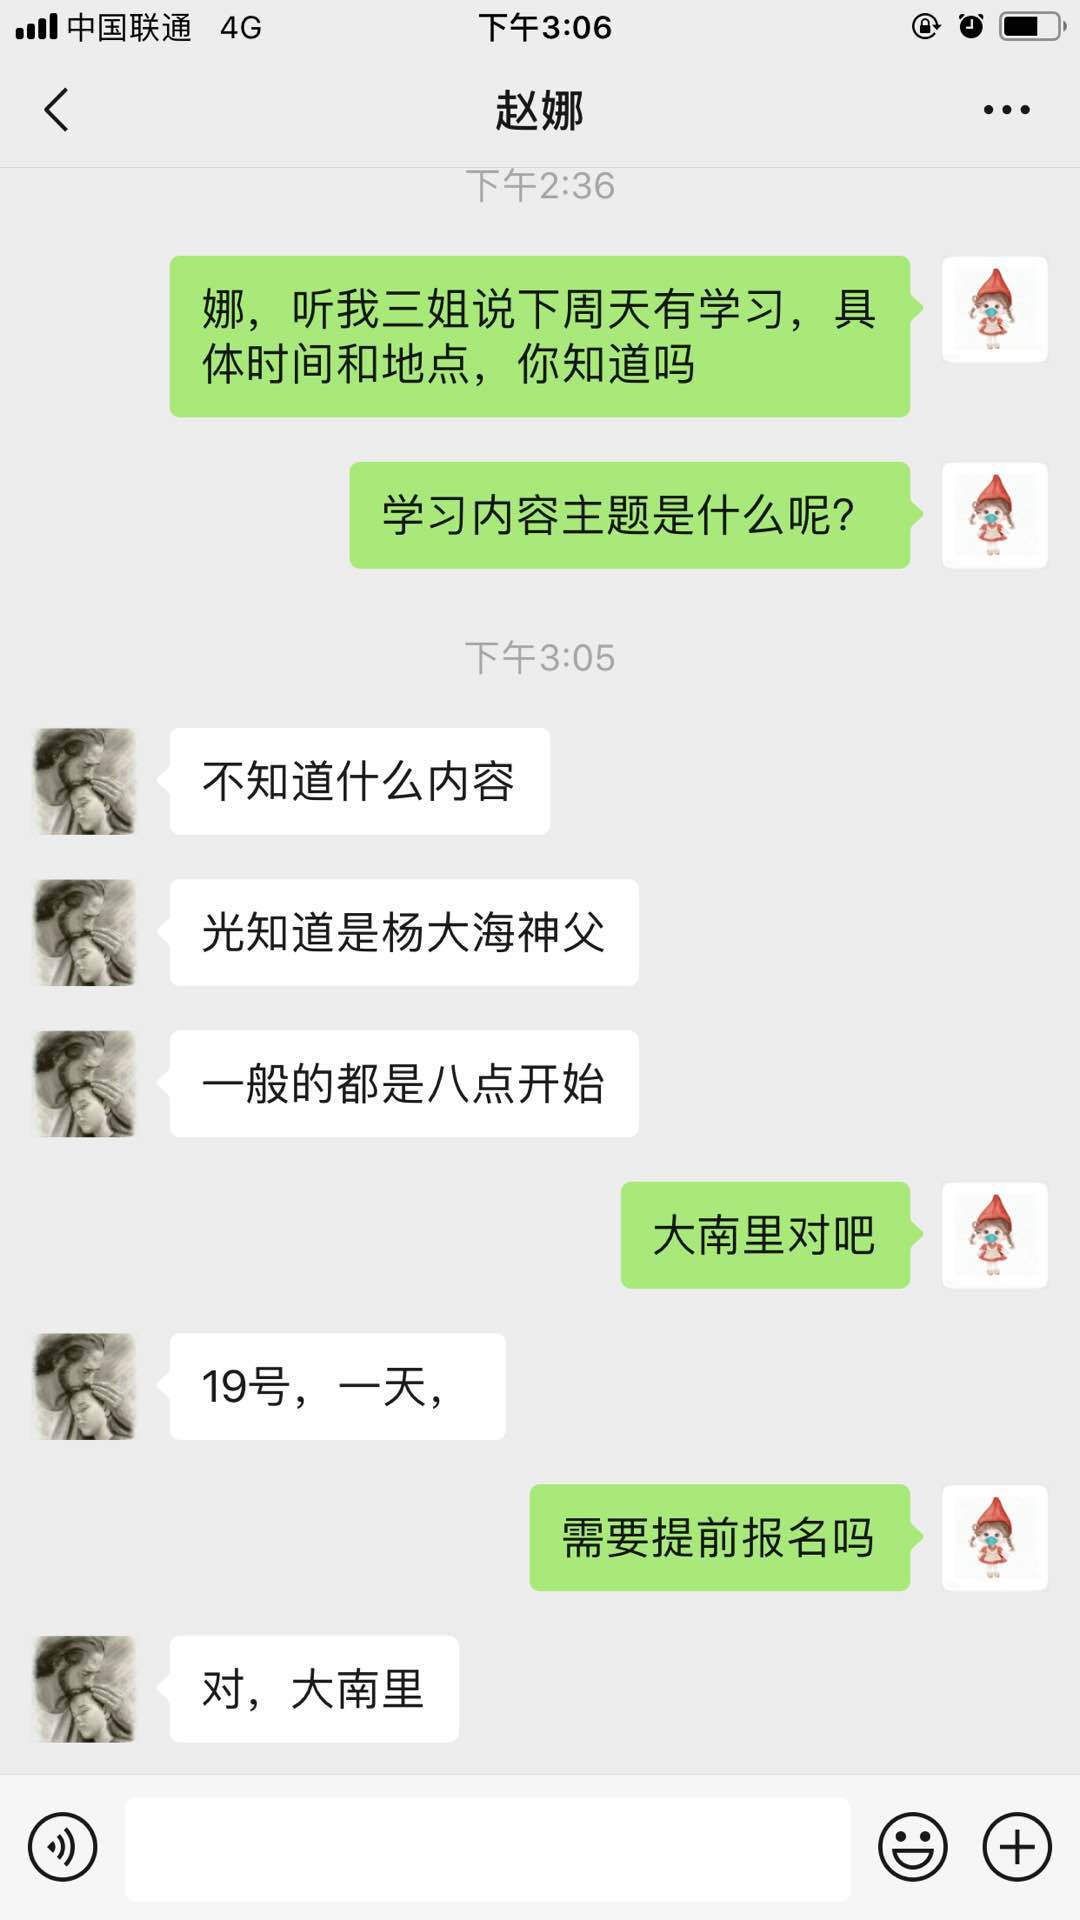 中国联通 4G 下午3:06
赵娜
下午2:36
娜，听我三姐说下周天有学习，具
体时间和地点，你知道吗
学习内容主题是什么呢？
下午3:05
不知道什么内容
光知道是杨大海神父
一般的都是八点开始
大南里对吧
19号，一天，
需要提前报名吗
对，大南里